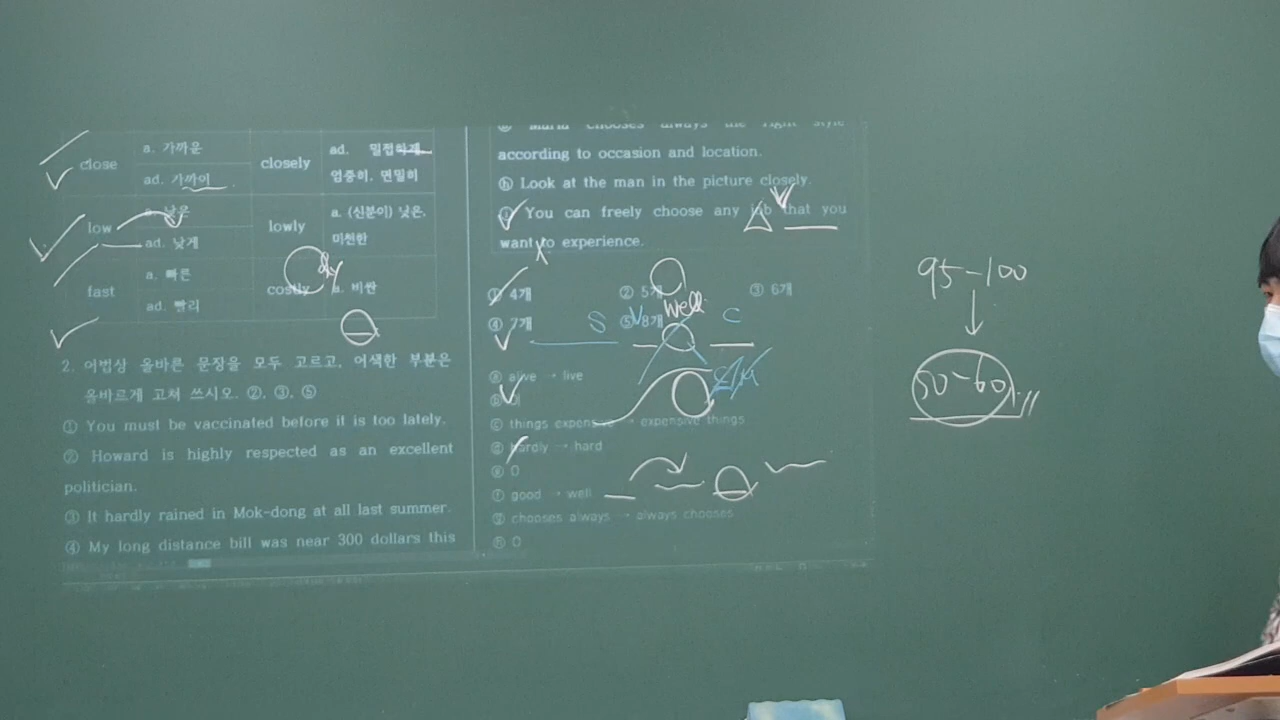 close
a. 가까운
ad. 가까이
closely
ad. 밀접하게, 엄중히, 면밀히
low
a. 낮은
ad. 낮게
lowly
a. (신분이) 낮은, 미천한
fast
a. 빠른
ad. 빨리
costly
a. 비싼
2. 어법상 올바른 문장을 모두 고르고, 어색한 부분은
올바르게 고쳐 쓰시오. ②, ③, ⑤
① You must be vaccinated before it is too lately.
② Howard is highly respected as an excellent
politician.
③ It hardly rained in Mok-dong at all last summer.
④ My long distance bill was near 300 dollars this
ⓖ Maria chooses always the right style
according to occasion and location.
ⓗ Look at the man in the picture closely.
ⓘ You can freely choose any job that you
want to experience.
① 4개 ② 5개 ③ 6개
④ 7개 ⑤ 8개
well
S V C
ⓐ alive → live
ⓒ things expensive → expensive things
ⓓ hardly → hard
ⓔ O
ⓕ good → well
ⓖ chooses always → always chooses
ⓗ O
95-100
50-60